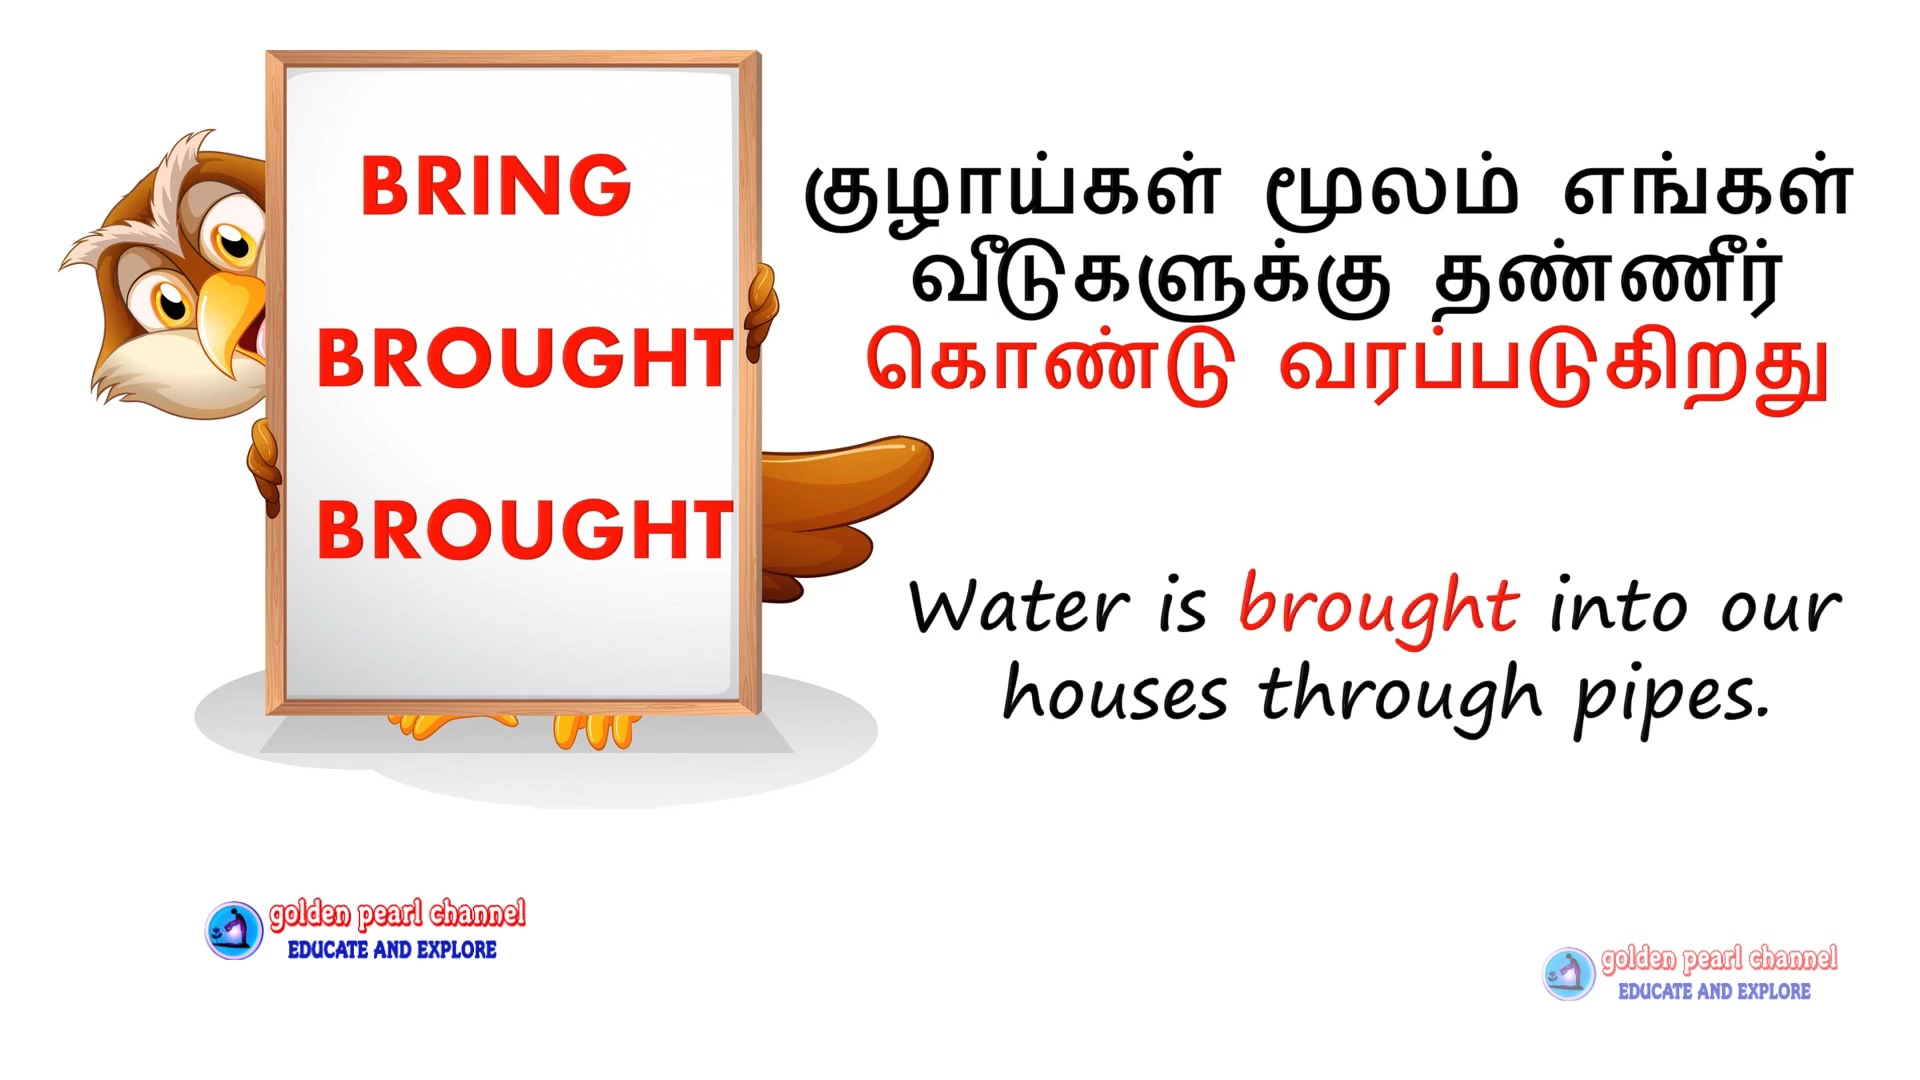 BRING
BROUGHT
BROUGHT
குழாய்கள் மூலம் எங்கள்
வீடுகளுக்கு தண்ணீர்
கொண்டு வரப்படுகிறது
Water is brought into our
houses through pipes.
golden pearl channel
EDUCATE AND EXPLORE
golden pearl channel
EDUCATE AND EXPLORE